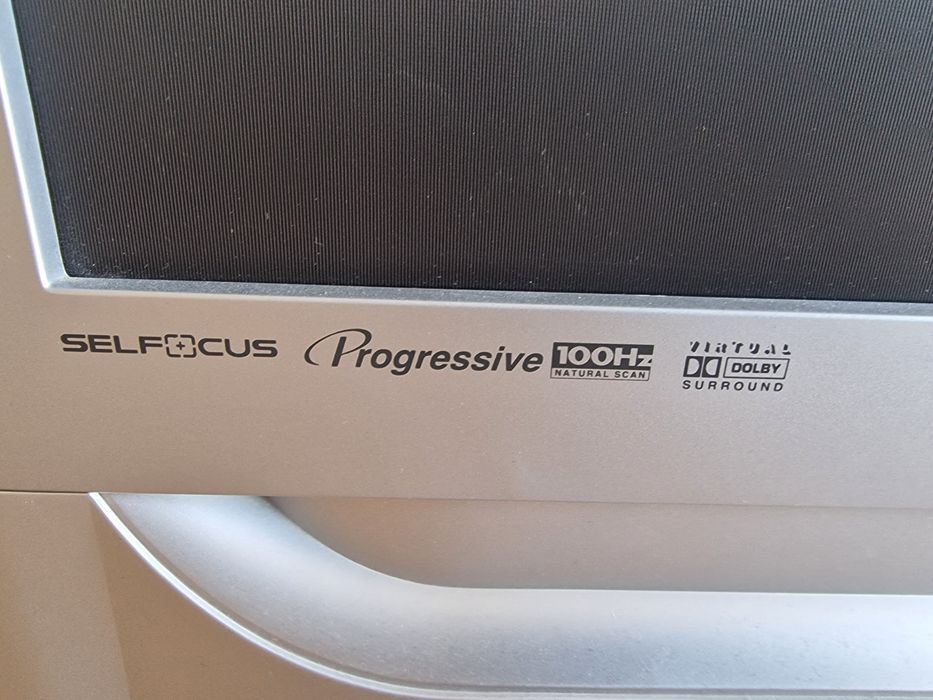 SELFOCUS
Progressive 100Hz
NATURAL SCAN
VIRTUAL
DOLBY
SURROUND